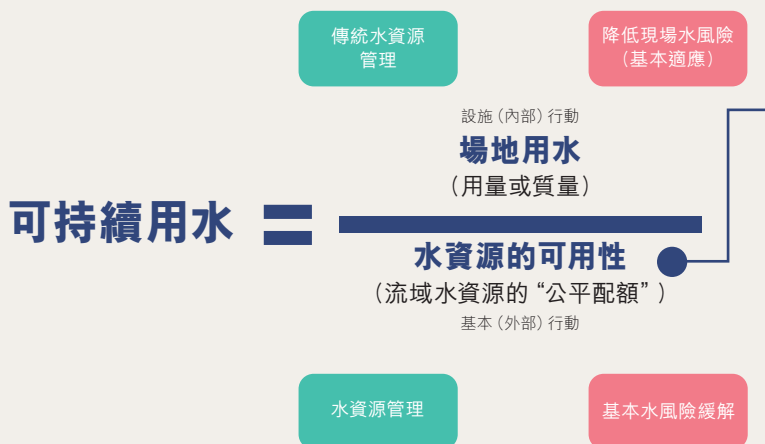 傳統水資源
管理
降低現場水風險
（基本適應）
設施（內部）行動
場地用水
（用量或質量）
可持續用水 =
水資源的可用性
（流域水資源的“公平配額”）
基本（外部）行動
水資源管理
基本水風險緩解